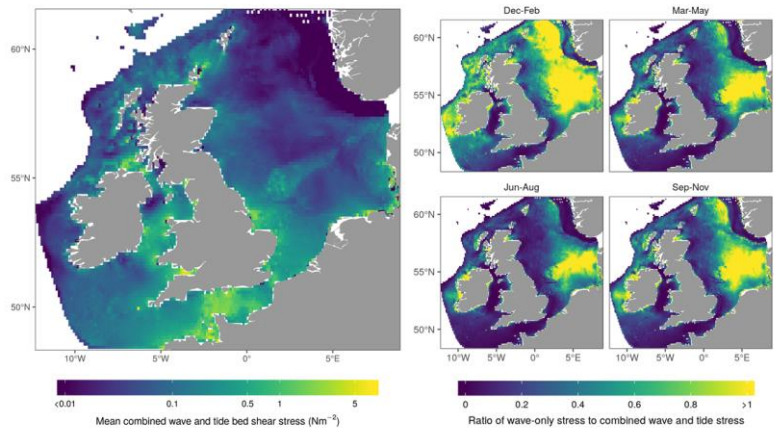 Dec-Feb
Mar-May
60°N
55°N
50°N
10°W
5°W
0°
5°E
<0.01
0.1
0.5
1
5
Mean combined wave and tide bed shear stress (Nm⁻²)
60°N
55°N
50°N
Jun-Aug
Sep-Nov
60°N
55°N
50°N
10°W
5°W
0°
5°E
10°W
5°W
0°
5°E
0
0.2
0.4
0.6
0.8
>1
Ratio of wave-only stress to combined wave and tide stress